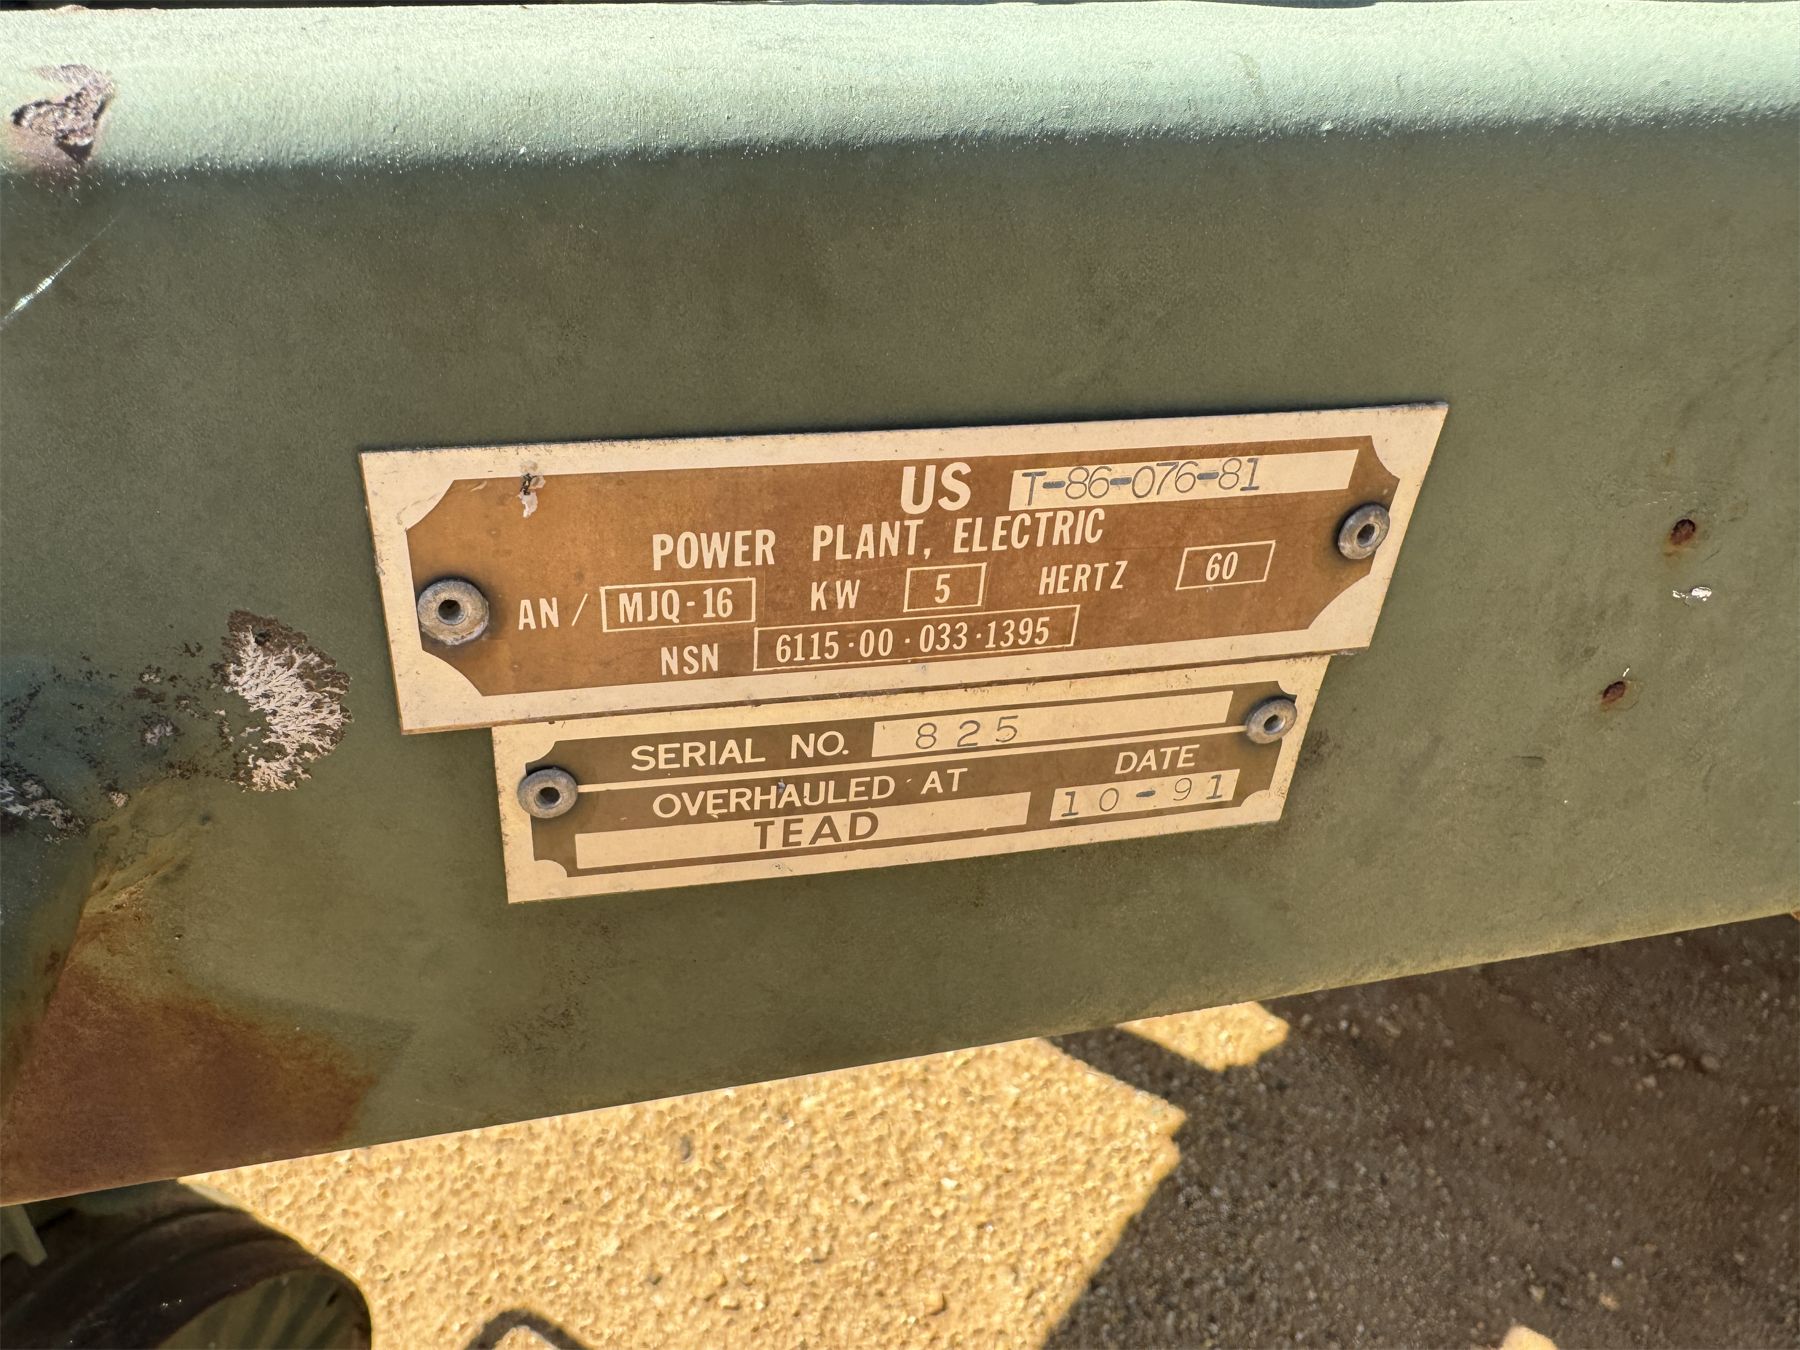 US T-86-076-81
POWER PLANT, ELECTRIC
AN / MJQ-16 KW 5 HERTZ 60
NSN 6115-00-033-1395
SERIAL NO. 825
OVERHAULED AT DATE
TEAD 10-91